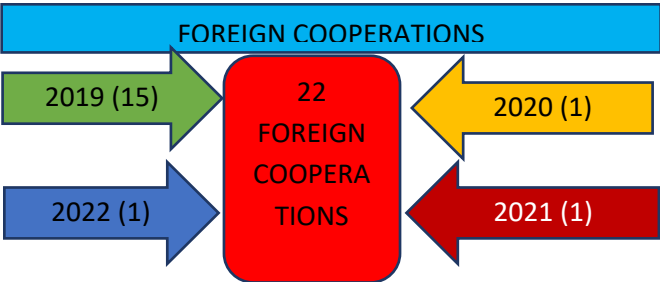 FOREIGN COOPERATIONS
2019 (15)
22
FOREIGN
COOPERA
TIONS
2020 (1)
2022 (1)
2021 (1)